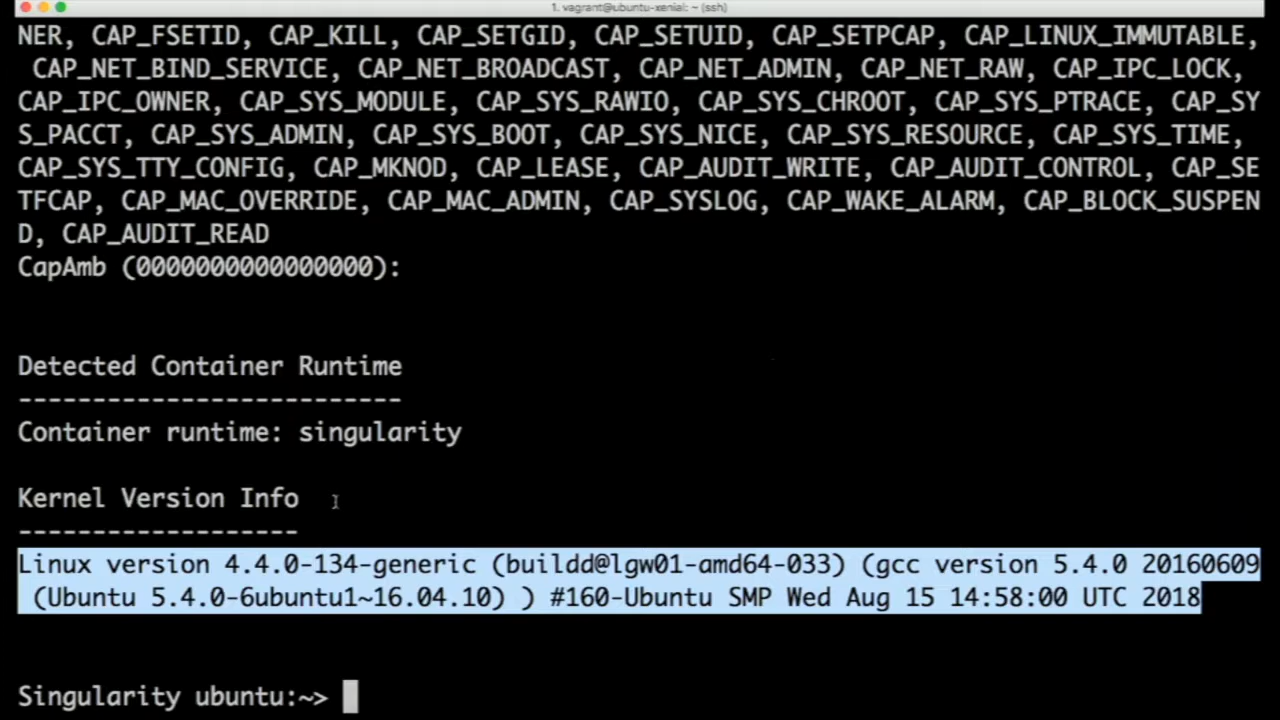 1. vagrant@ubuntu-xenial: ~ (ssh)
NER, CAP_FSETID, CAP_KILL, CAP_SETGID, CAP_SETUID, CAP_SETPCAP, CAP_LINUX_IMMUTABLE,
CAP_NET_BIND_SERVICE, CAP_NET_BROADCAST, CAP_NET_ADMIN, CAP_NET_RAW, CAP_IPC_LOCK,
CAP_IPC_OWNER, CAP_SYS_MODULE, CAP_SYS_RAWIO, CAP_SYS_CHROOT, CAP_SYS_PTRACE, CAP_SY
S_PACCT, CAP_SYS_ADMIN, CAP_SYS_BOOT, CAP_SYS_NICE, CAP_SYS_RESOURCE, CAP_SYS_TIME,
CAP_SYS_TTY_CONFIG, CAP_MKNOD, CAP_LEASE, CAP_AUDIT_WRITE, CAP_AUDIT_CONTROL, CAP_SE
TFCAP, CAP_MAC_OVERRIDE, CAP_MAC_ADMIN, CAP_SYSLOG, CAP_WAKE_ALARM, CAP_BLOCK_SUSPEN
D, CAP_AUDIT_READ
CapAmb (0000000000000000):
Detected Container Runtime
--------------------------
Container runtime: singularity
Kernel Version Info
-------------------
Linux version 4.4.0-134-generic (buildd@lgw01-amd64-033) (gcc version 5.4.0 20160609
(Ubuntu 5.4.0-6ubuntu1~16.04.10) ) #160-Ubuntu SMP Wed Aug 15 14:58:00 UTC 2018
Singularity ubuntu:~>